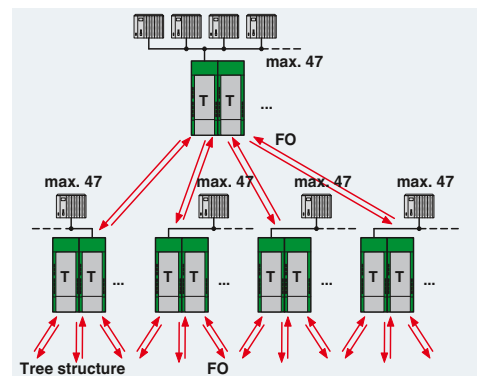 max. 47
T T ...
FO
max. 47 max. 47 max. 47 max. 47
T T ... T T ... T T ... T T ...
Tree structure FO